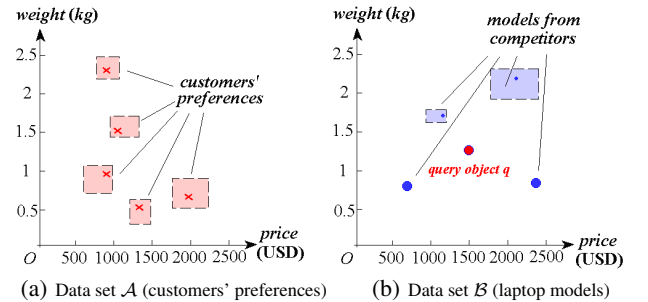 weight (kg)
2.5
2
1.5
1
0.5
O
500 1000 1500 2000 2500
price
(USD)
customers'
preferences
(a) Data set A (customers' preferences)
weight (kg)
2.5
2
1.5
1
0.5
O
500 1000 1500 2000 2500
price
(USD)
models from
competitors
query object q
(b) Data set B (laptop models)